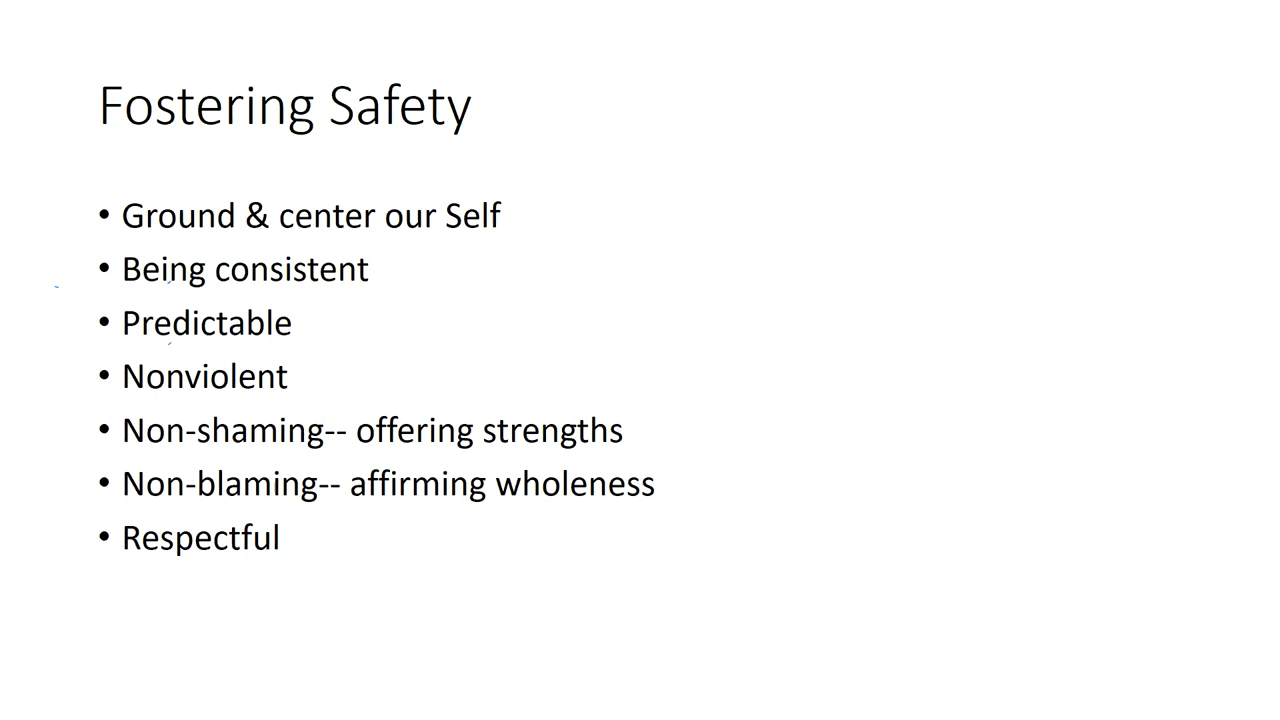 Fostering Safety
• Ground & center our Self
• Being consistent
• Predictable
• Nonviolent
• Non-shaming-- offering strengths
• Non-blaming-- affirming wholeness
• Respectful